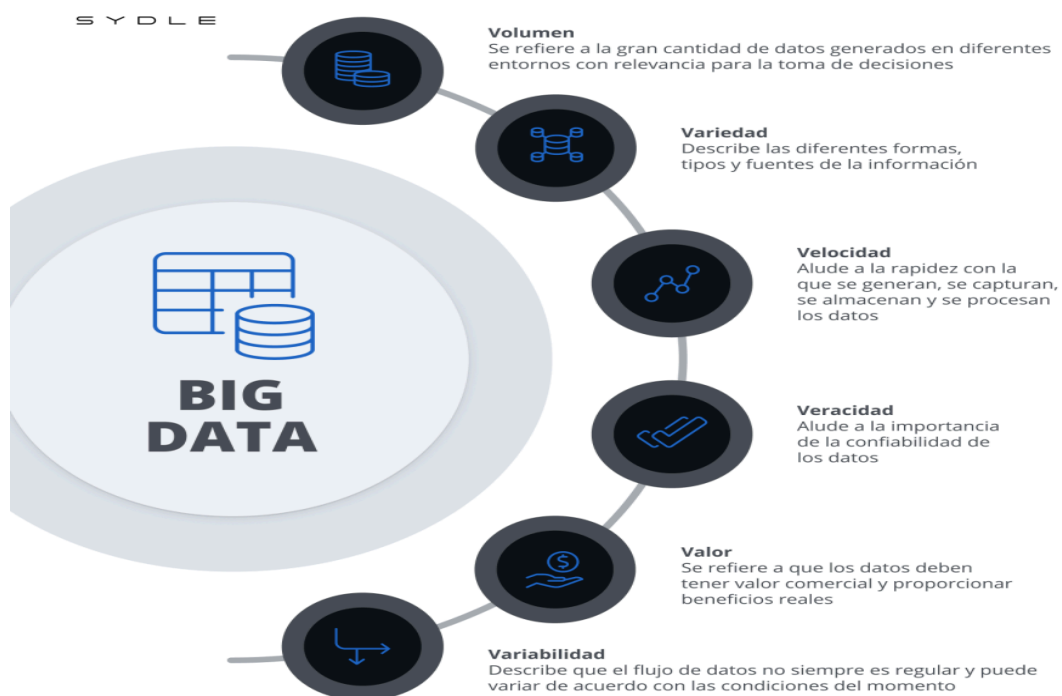 SYDLE
Volumen
Se refiere a la gran cantidad de datos generados en diferentes
entornos con relevancia para la toma de decisiones
Variedad
Describe las diferentes formas,
tipos y fuentes de la información
Velocidad
Alude a la rapidez con la
que se generan, se capturan,
se almacenan y se procesan
los datos
BIG
DATA
Veracidad
Alude a la importancia
de la confiabilidad de
los datos
Valor
Se refiere a que los datos deben
tener valor comercial y proporcionar
beneficios reales
Variabilidad
Describe que el flujo de datos no siempre es regular y puede
variar de acuerdo con las condiciones del momento